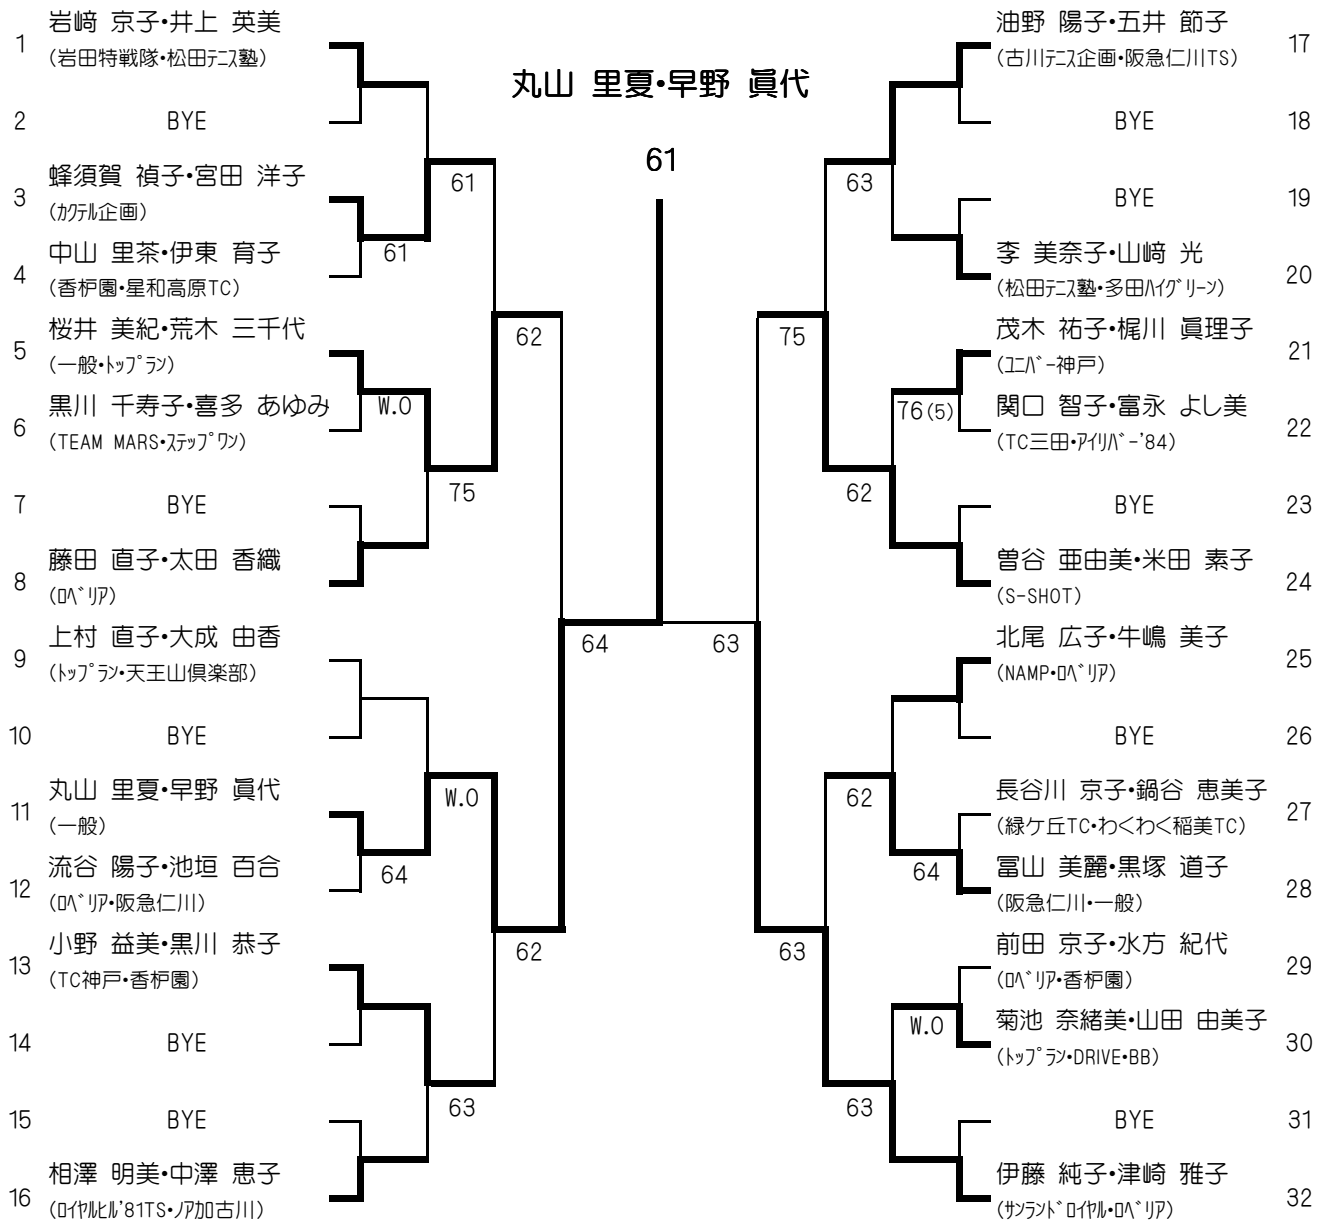 丸山 里夏・早野 眞代
61
1 岩﨑 京子・井上 英美
(岩田特戦隊・松田ﾃﾆｽ塾)
2 BYE
3 蜂須賀 禎子・宮田 洋子
(ｶｸﾃﾙ企画)
4 中山 里茶・伊東 育子
(香枦園・星和高原TC)
61
61
5 桜井 美紀・荒木 三千代
(一般・ﾄｯﾌﾟﾗﾝ)
6 黒川 千寿子・喜多 あゆみ
(TEAM MARS・ｽﾃｯﾌﾟﾜﾝ)
W.O
7 BYE
8 藤田 直子・太田 香織
(ﾛﾍﾞﾘｱ)
75
62
9 上村 直子・大成 由香
(ﾄｯﾌﾟﾗﾝ・天王山倶楽部)
10 BYE
11 丸山 里夏・早野 眞代
(一般)
12 流谷 陽子・池垣 百合
(ﾛﾍﾞﾘｱ・阪急仁川)
64
W.O
13 小野 益美・黒川 恭子
(TC神戸・香枦園)
14 BYE
15 BYE
16 相澤 明美・中澤 恵子
(ﾛｲﾔﾙﾋﾙ'81TS・ﾉｱ加古川)
63
62
64
油野 陽子・五井 節子 17
(古川ﾃﾆｽ企画・阪急仁川TS)
BYE 18
BYE 19
李 美奈子・山﨑 光 20
(松田ﾃﾆｽ塾・多田ﾊｲｸﾞﾘｰﾝ)
63
茂木 祐子・梶川 眞理子 21
(ﾕﾆﾊﾞｰ神戸)
関口 智子・富永 よし美 22
(TC三田・ｱｲﾘﾊﾞｰ'84)
76(5)
BYE 23
曽谷 亜由美・米田 素子 24
(S-SHOT)
62
75
北尾 広子・牛嶋 美子 25
(NAMP・ﾛﾍﾞﾘｱ)
BYE 26
長谷川 京子・鍋谷 恵美子 27
(緑ケ丘TC・わくわく稲美TC)
冨山 美麗・黒塚 道子 28
(阪急仁川・一般)
64
62
前田 京子・水方 紀代 29
(ﾛﾍﾞﾘｱ・香枦園)
菊池 奈緒美・山田 由美子 30
(ﾄｯﾌﾟﾗﾝ・DRIVE・BB)
W.O
BYE 31
伊藤 純子・津崎 雅子 32
(ｻﾝﾗﾝﾄﾞﾛｲﾔﾙ・ﾛﾍﾞﾘｱ)
63
63
63